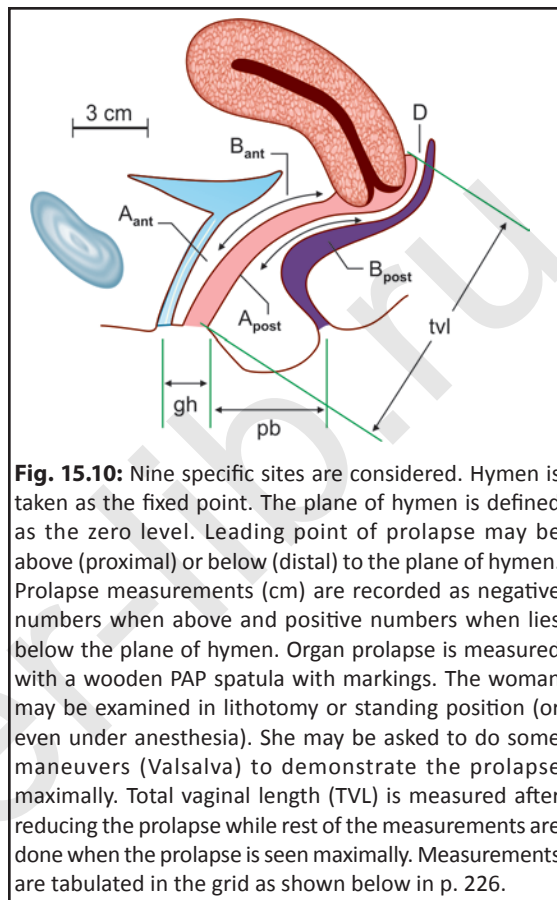 3 cm
D
B ant
A ant
B post
A post
tvl
gh
pb
Fig. 15.10: Nine specific sites are considered. Hymen is
taken as the fixed point. The plane of hymen is defined
as the zero level. Leading point of prolapse may be
above (proximal) or below (distal) to the plane of hymen.
Prolapse measurements (cm) are recorded as negative
numbers when above and positive numbers when lies
below the plane of hymen. Organ prolapse is measured
with a wooden PAP spatula with markings. The woman
may be examined in lithotomy or standing position (or
even under anesthesia). She may be asked to do some
maneuvers (Valsalva) to demonstrate the prolapse
maximally. Total vaginal length (TVL) is measured after
reducing the prolapse while rest of the measurements are
done when the prolapse is seen maximally. Measurements
are tabulated in the grid as shown below in p. 226.
er-lib.ru